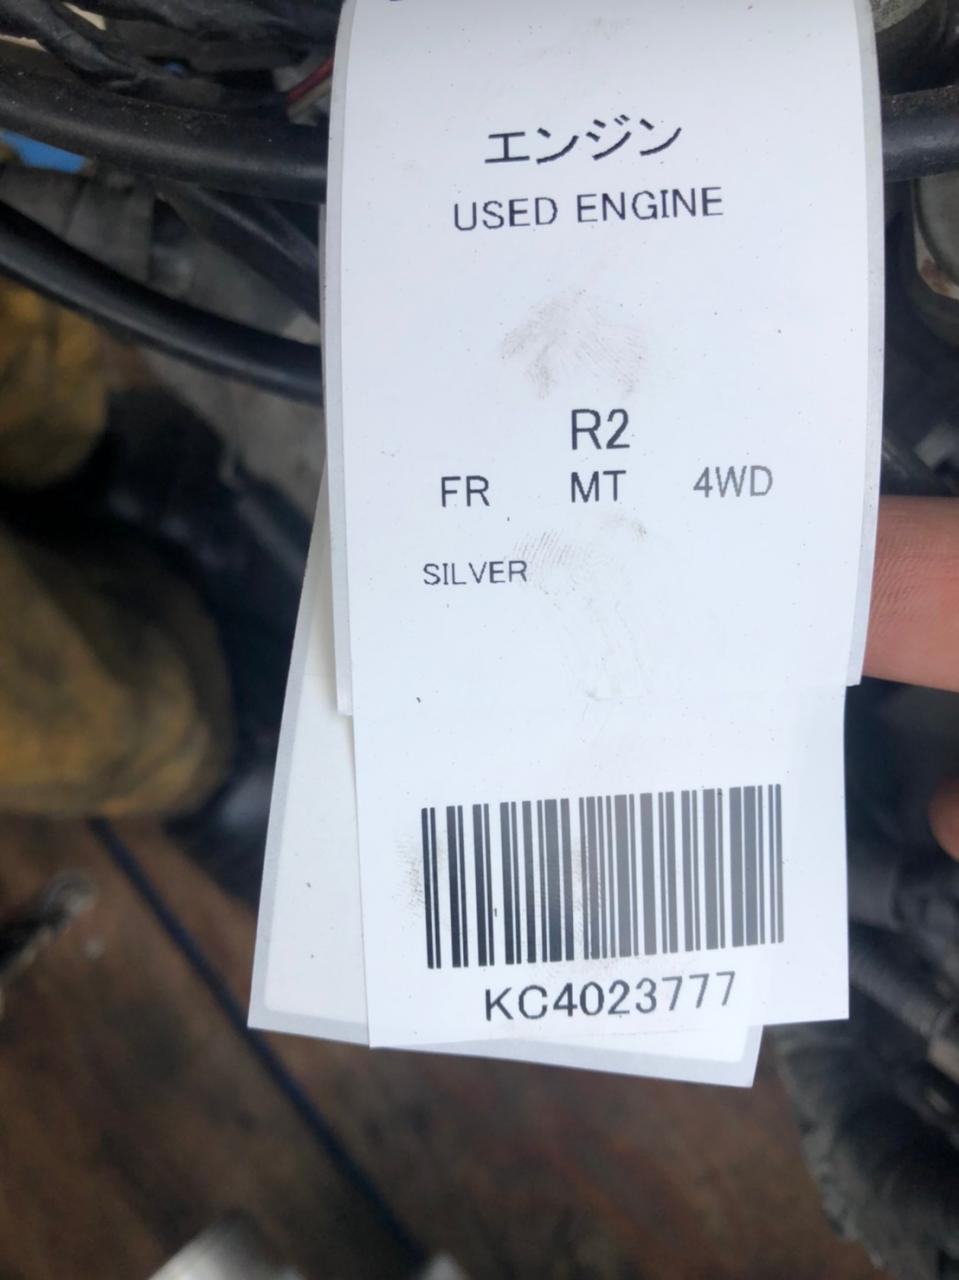 エンジン
USED ENGINE
R2
FR MT 4WD
SILVER
KC4023777